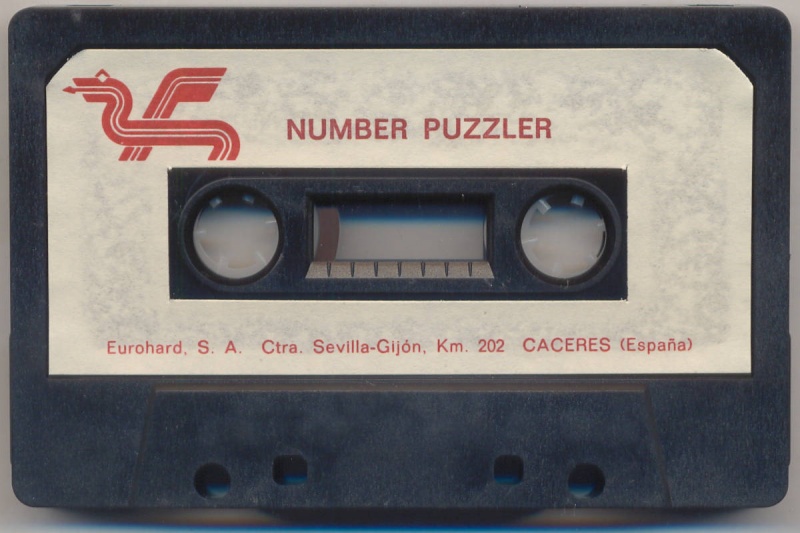 NUMBER PUZZLER
Eurohard, S. A. Ctra. Sevilla-Gijón, Km. 202 CACERES (España)